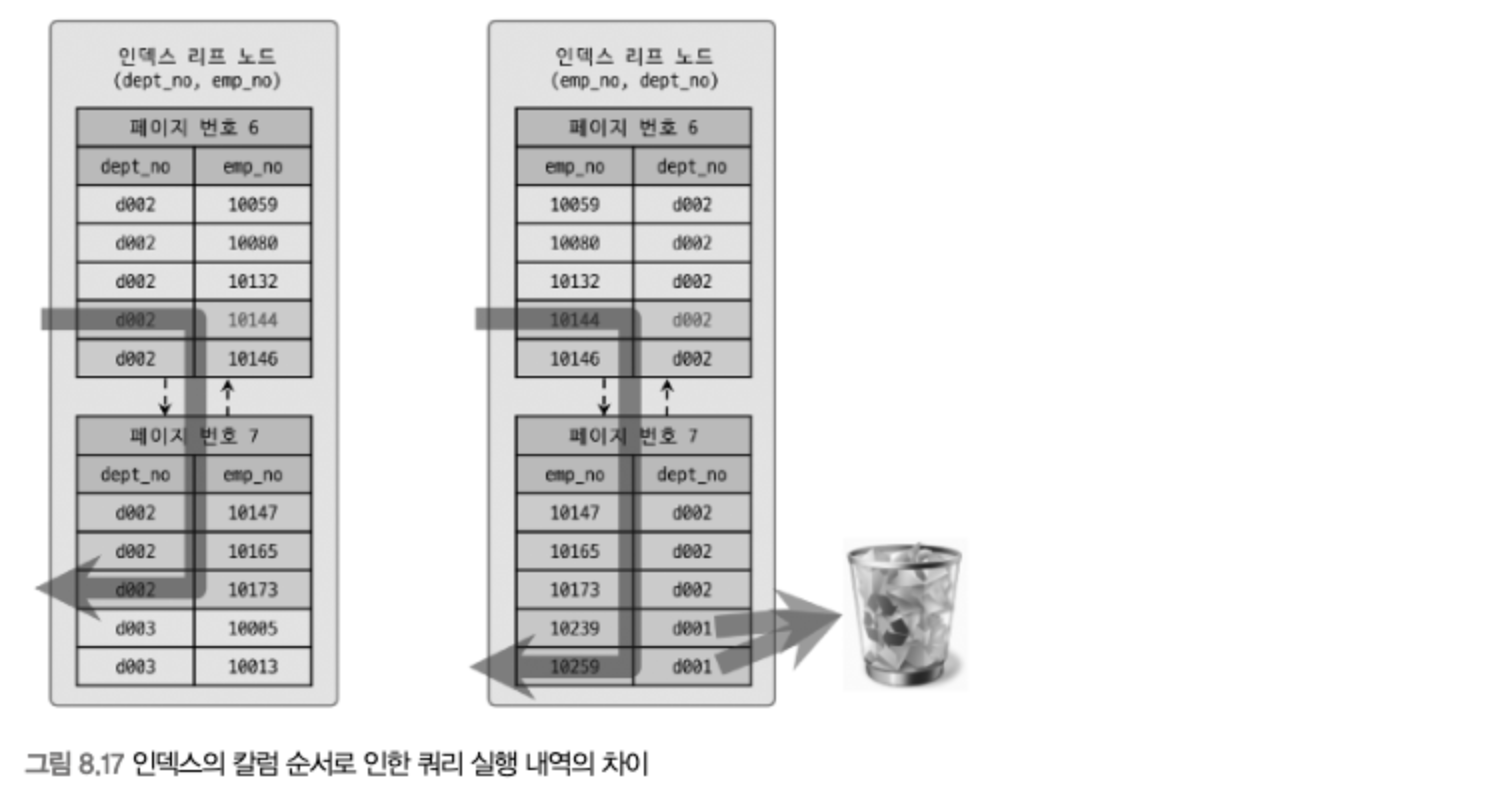 인덱스 리프 노드
(dept_no, emp_no)
페이지 번호 6
dept_no emp_no
d002 10059
d002 10080
d002 10132
d002 10144
d002 10146
페이지 번호 7
dept_no emp_no
d002 10147
d002 10165
d002 10173
d003 10005
d003 10013
인덱스 리프 노드
(emp_no, dept_no)
페이지 번호 6
emp_no dept_no
10059 d002
10080 d002
10132 d002
10144 d002
10146 d002
페이지 번호 7
emp_no dept_no
10147 d002
10165 d002
10173 d002
10239 d001
10259 d001
그림 8.17 인덱스의 칼럼 순서로 인한 쿼리 실행 내역의 차이